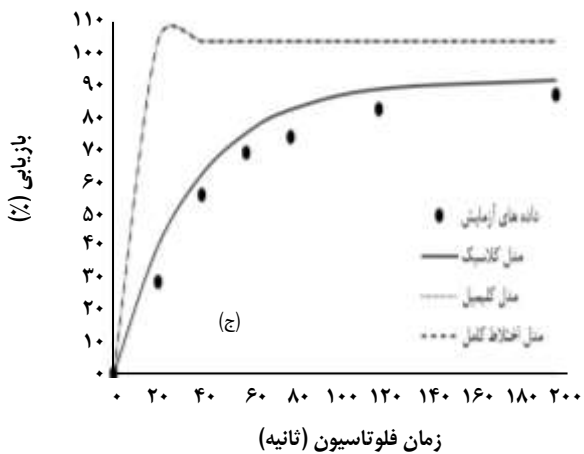 ۱۱۰
۱۰۰
۹۰
۸۰
۷۰
۶۰
۵۰
۴۰
۳۰
۲۰
۱۰
۰
بازیابی (٪)
داده های آزمایش
مدل کلاسیک
مدل کلیمپل
مدل اختلاط کامل
(ج)
۰ ۲۰ ۴۰ ۶۰ ۸۰ ۱۰۰ ۱۲۰ ۱۴۰ ۱۶۰ ۱۸۰ ۲۰۰
زمان فلوتاسیون (ثانیه)